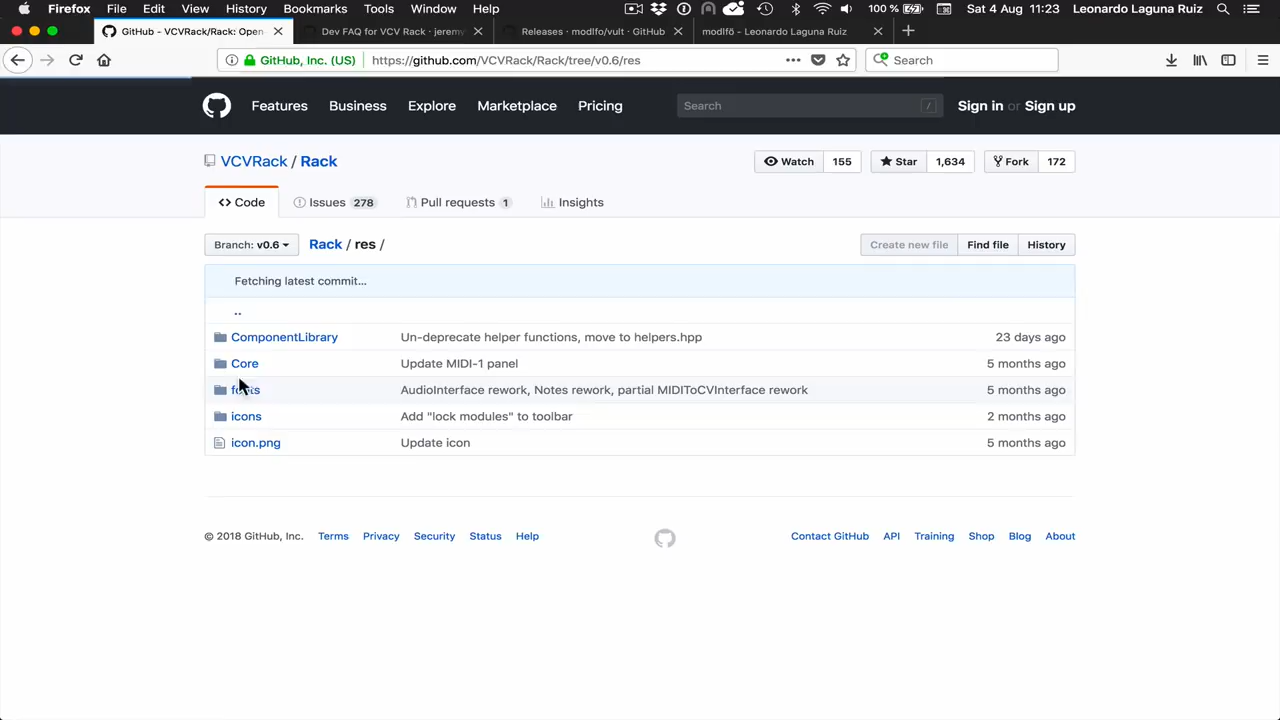 Firefox File Edit View History Bookmarks Tools Window Help 100 % Sat 4 Aug 11:23 Leonardo Laguna Ruiz
GitHub - VCVRack/Rack: Open- Dev FAQ for VCV Rack · jeremy Releases · modlfo/vult · GitHub modlfö - Leonardo Laguna Ruiz
GitHub, Inc. (US) https://github.com/VCVRack/Rack/tree/v0.6/res Search
Features Business Explore Marketplace Pricing Search / Sign in or Sign up
VCVRack / Rack Watch 155 Star 1,634 Fork 172
Code Issues 278 Pull requests 1 Insights
Branch: v0.6 Rack / res / Create new file Find file History
Fetching latest commit...
..
ComponentLibrary Un-deprecate helper functions, move to helpers.hpp 23 days ago
Core Update MIDI-1 panel 5 months ago
fonts AudioInterface rework, Notes rework, partial MIDIToCVInterface rework 5 months ago
icons Add "lock modules" to toolbar 2 months ago
icon.png Update icon 5 months ago
© 2018 GitHub, Inc. Terms Privacy Security Status Help Contact GitHub API Training Shop Blog About